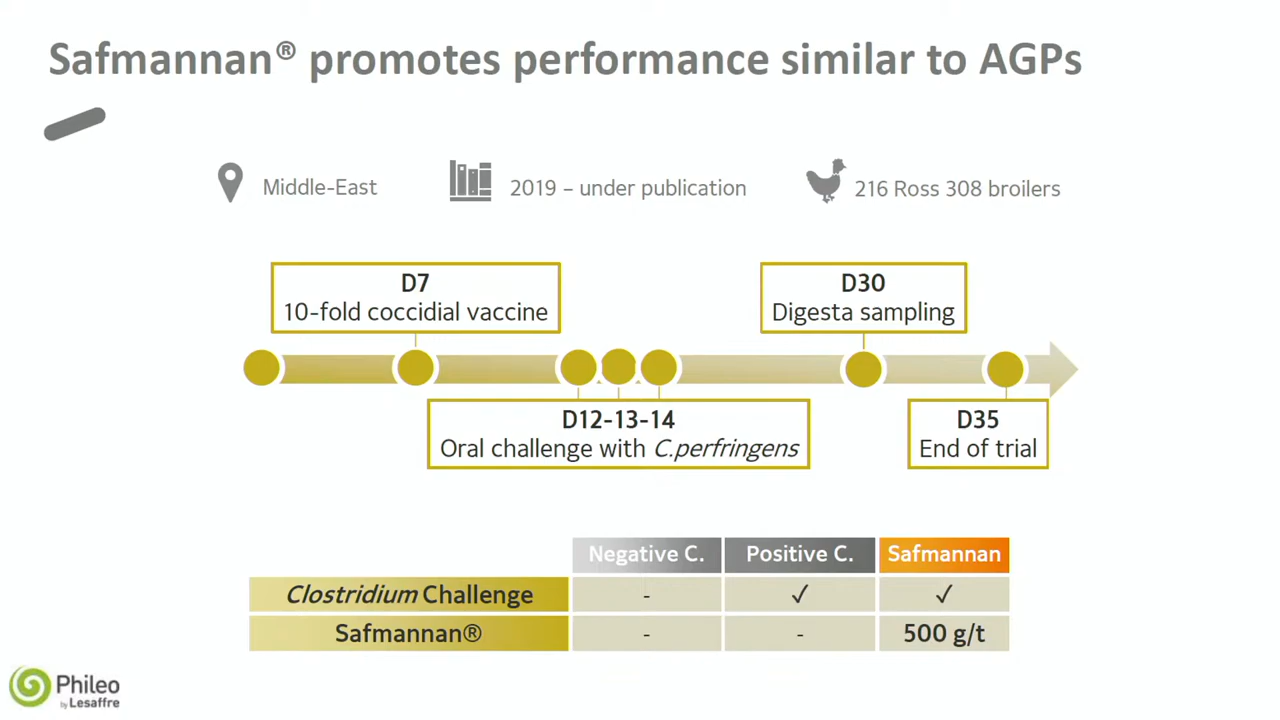 Safmannan® promotes performance similar to AGPs
Middle-East
2019 – under publication
216 Ross 308 broilers
D7
10-fold coccidial vaccine
D30
Digesta sampling
D12-13-14
Oral challenge with C.perfringens
D35
End of trial
Negative C. Positive C. Safmannan
Clostridium Challenge - ✓ ✓
Safmannan® - - 500 g/t
Phileo
by Lesaffre